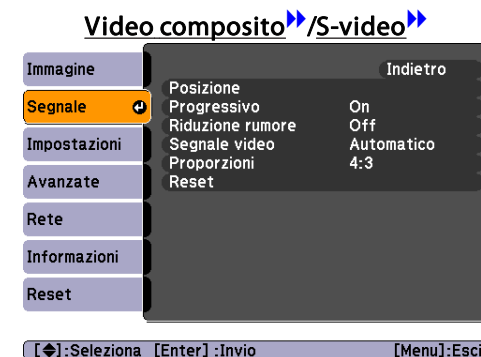 Video composito/S-video
Immagine
Segnale
Impostazioni
Avanzate
Rete
Informazioni
Reset
Indietro
Posizione
Progressivo On
Riduzione rumore Off
Segnale video Automatico
Proporzioni 4:3
Reset
[]:Seleziona [Enter] :Invio [Menu]:Esci